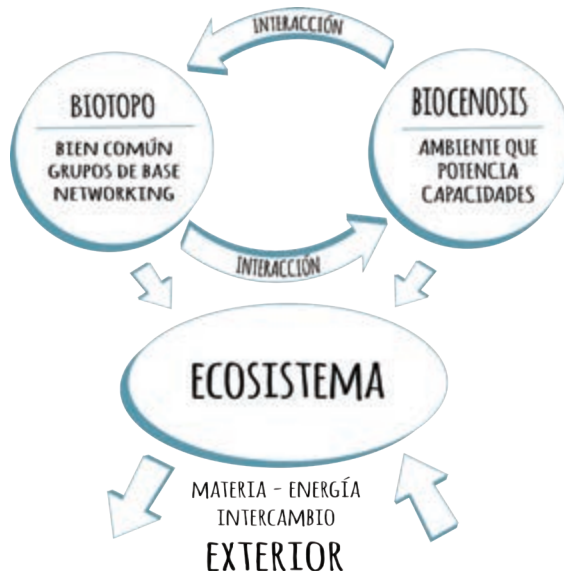 INTERACCIÓN
BIOTOPO
BIEN COMÚN
GRUPOS DE BASE
NETWORKING
BIOCENOSIS
AMBIENTE QUE
POTENCIA
CAPACIDADES
INTERACCIÓN
ECOSISTEMA
MATERIA - ENERGÍA
INTERCAMBIO
EXTERIOR